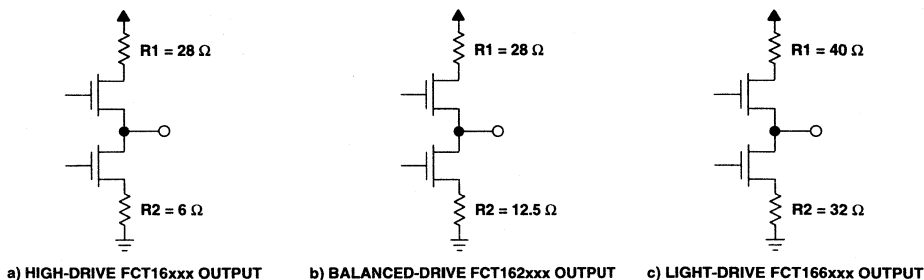 R1 = 28 Ω
R1 = 28 Ω
R1 = 40 Ω
R2 = 6 Ω
R2 = 12.5 Ω
R2 = 32 Ω
a) HIGH-DRIVE FCT16xxx OUTPUT
b) BALANCED-DRIVE FCT162xxx OUTPUT
c) LIGHT-DRIVE FCT166xxx OUTPUT